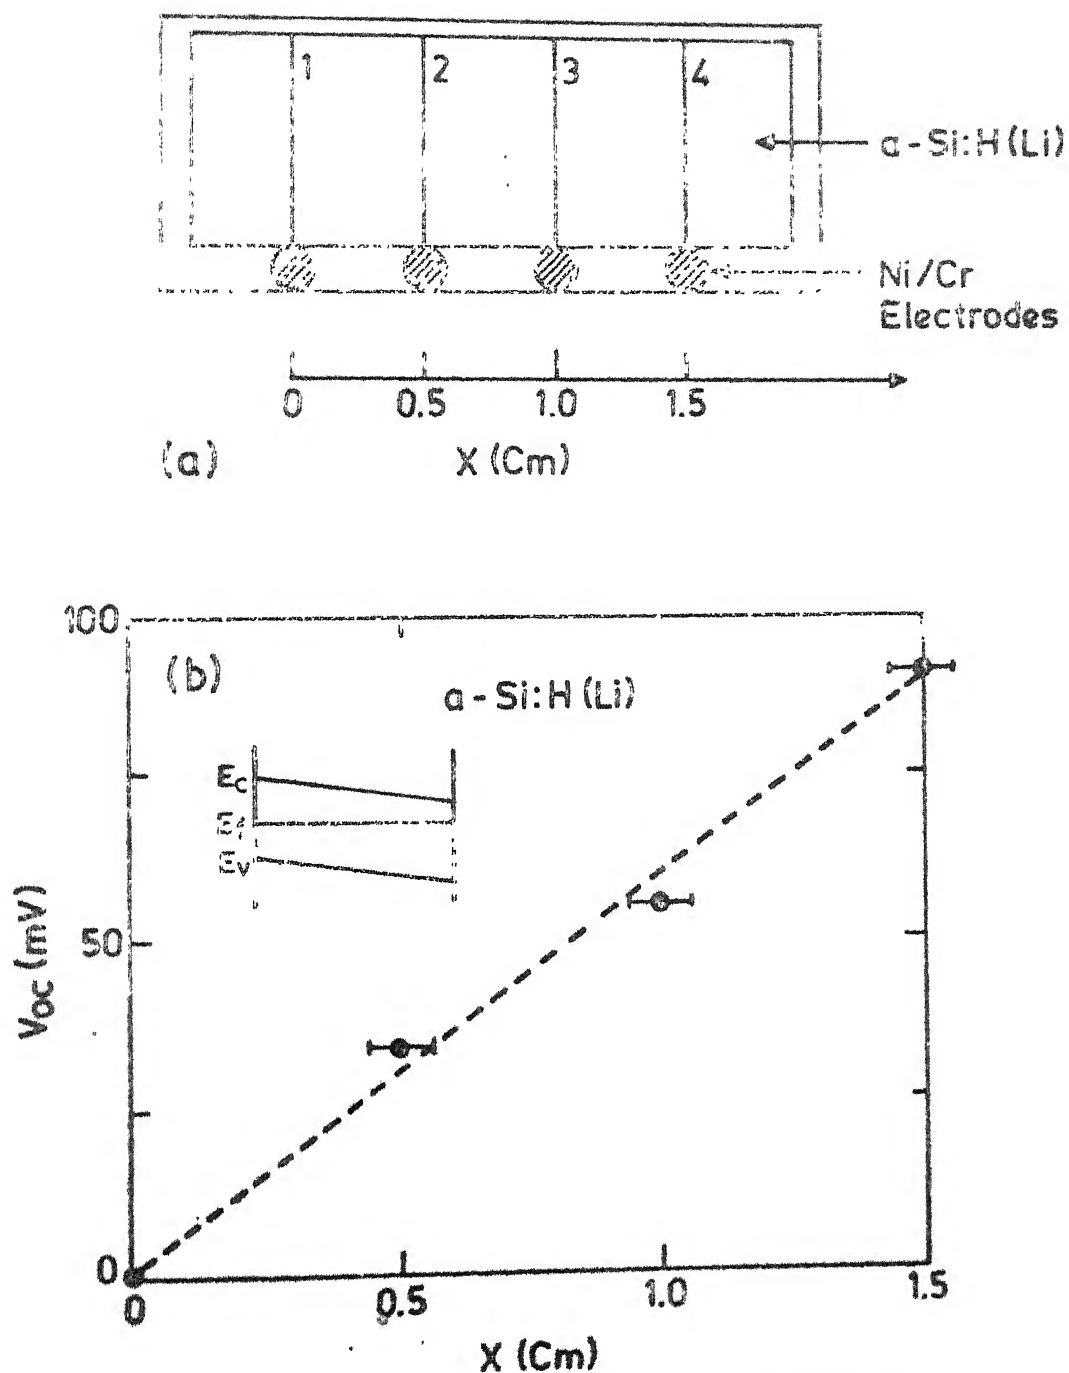 1 2 3 4
a-Si:H(Li)
Ni/Cr
Electrodes
0 0.5 1.0 1.5
X (Cm)
(a)
100
(b)
a-Si:H(Li)
Ec
Ef
Ev
50
Voc (mV)
0
0 0.5 1.0 1.5
X (Cm)